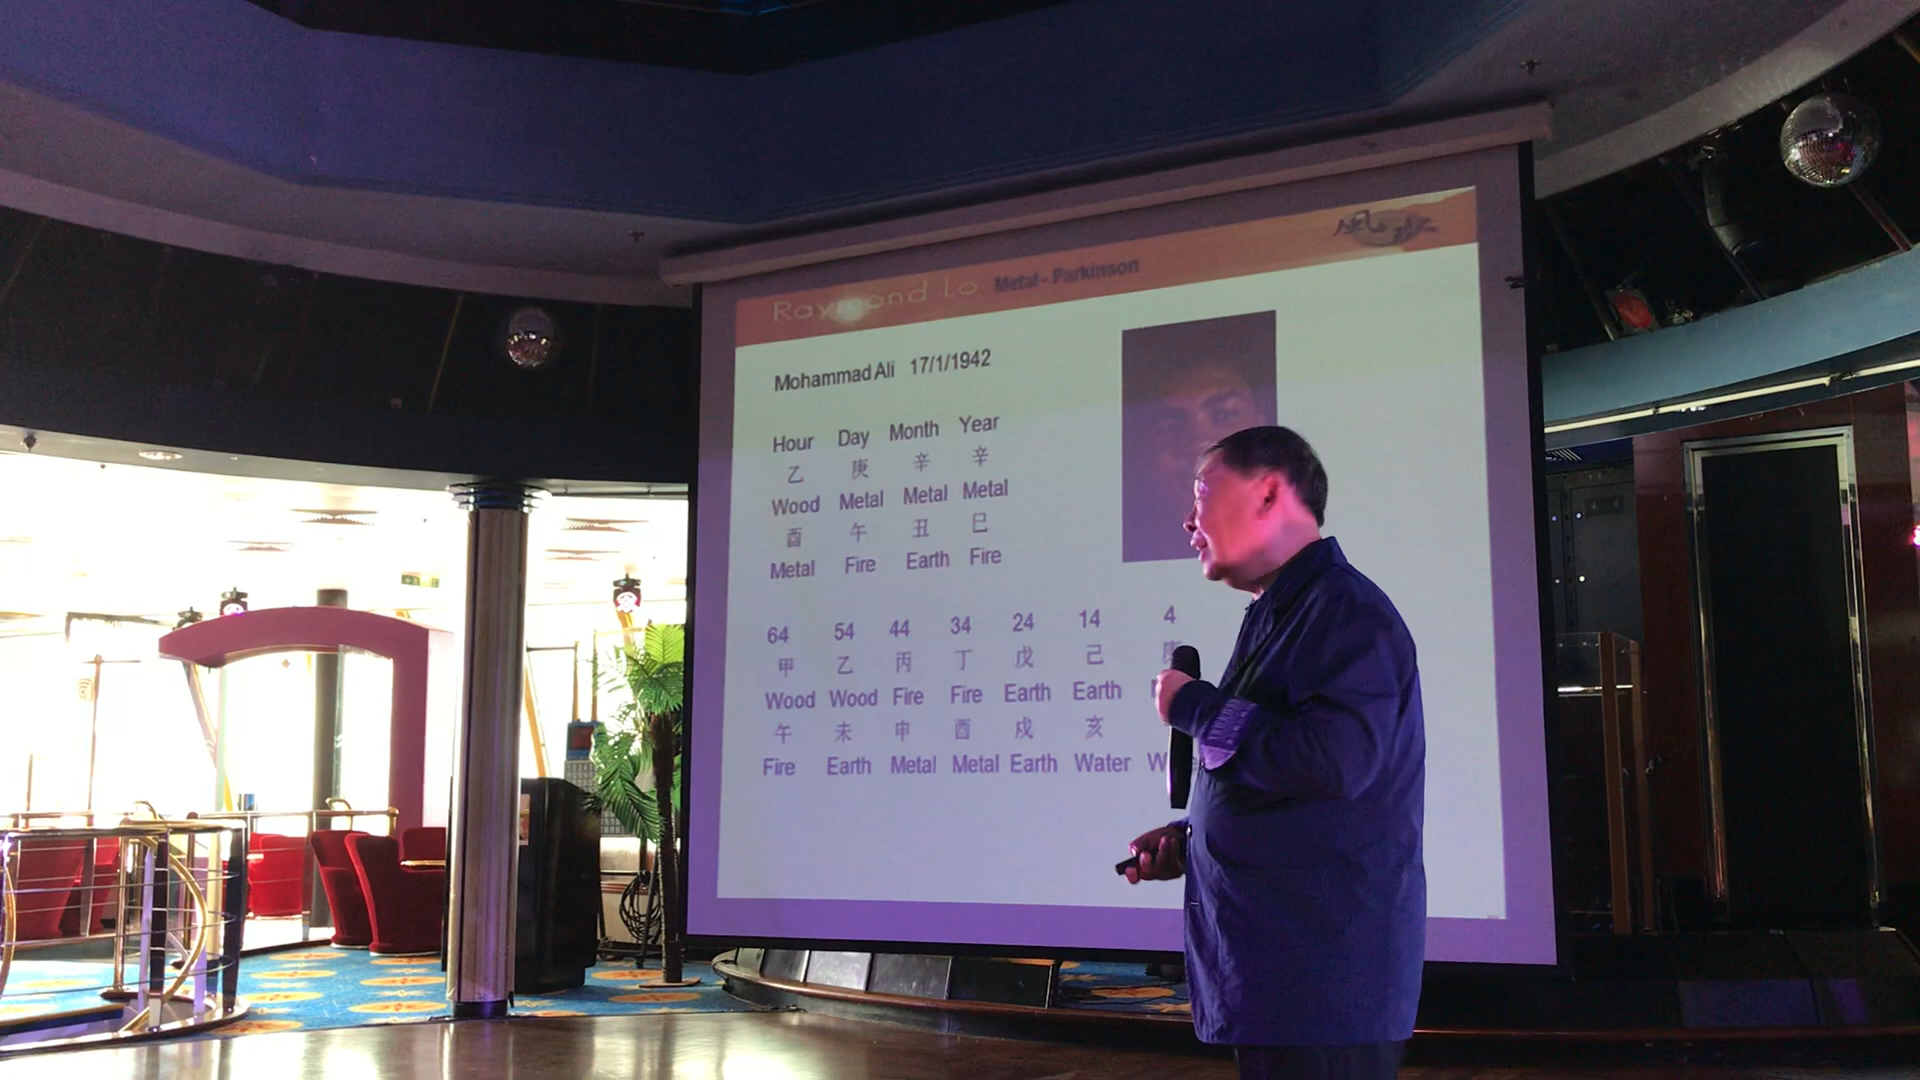 風水
Raymond Lo Metal - Parkinson
Mohammad Ali 17/1/1942
Hour Day Month Year
乙 庚 辛 辛
Wood Metal Metal Metal
酉 午 丑 巳
Metal Fire Earth Fire
64 54 44 34 24 14 4
甲 乙 丙 丁 戊 己 庚
Wood Wood Fire Fire Earth Earth
午 未 申 酉 戌 亥
Fire Earth Metal Metal Earth Water